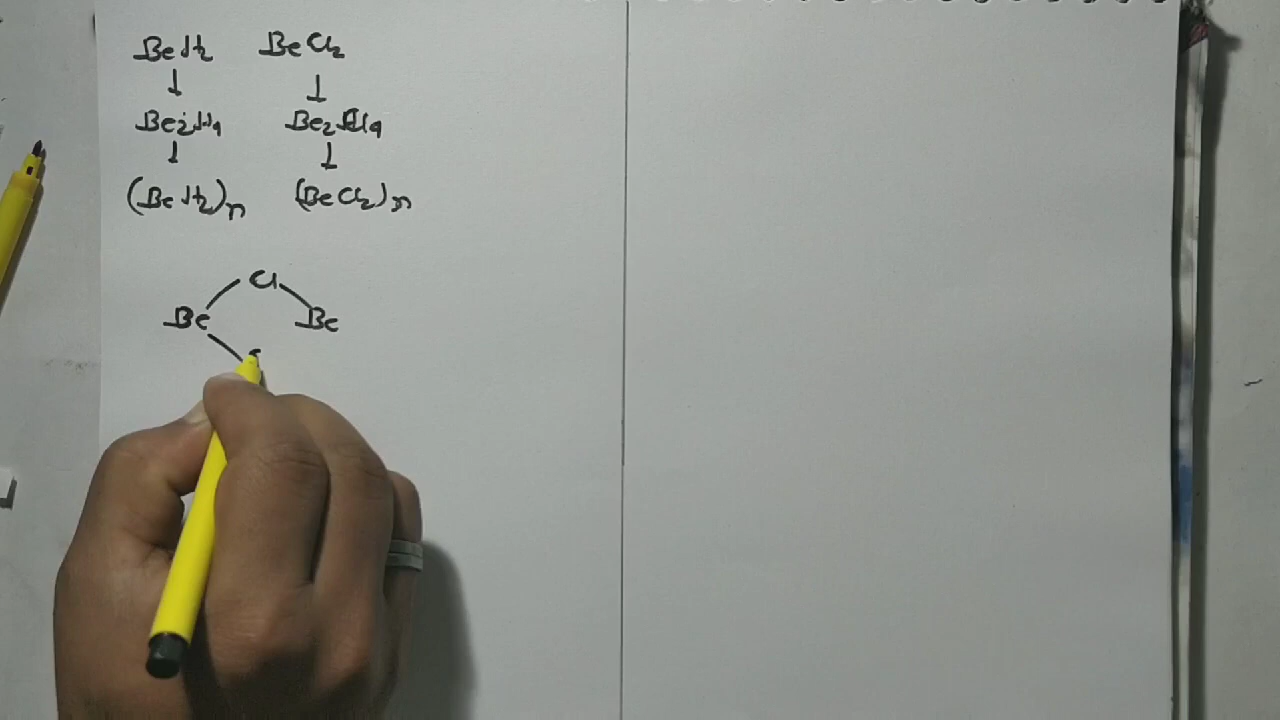 BeH₂ BeCl₂
↓ ↓
Be₂H₄ Be₂Cl₄
↓ ↓
(BeH₂)n (BeCl₂)n
Cl
Be Be